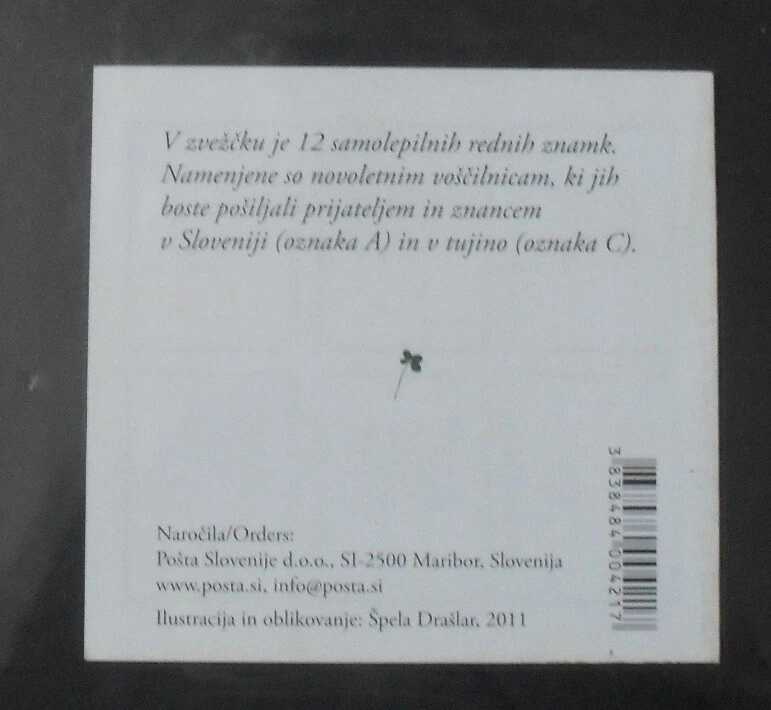 V zvežčku je 12 samolepilnih rednih znamk.
Namenjene so novoletnim voščilnicam, ki jih
boste pošiljali prijateljem in znancem
v Sloveniji (oznaka A) in v tujino (oznaka C).
Naročila/Orders:
Pošta Slovenije d.o.o., SI-2500 Maribor, Slovenija
www.posta.si, info@posta.si
Ilustracija in oblikovanje: Špela Drašlar, 2011
3838484004217